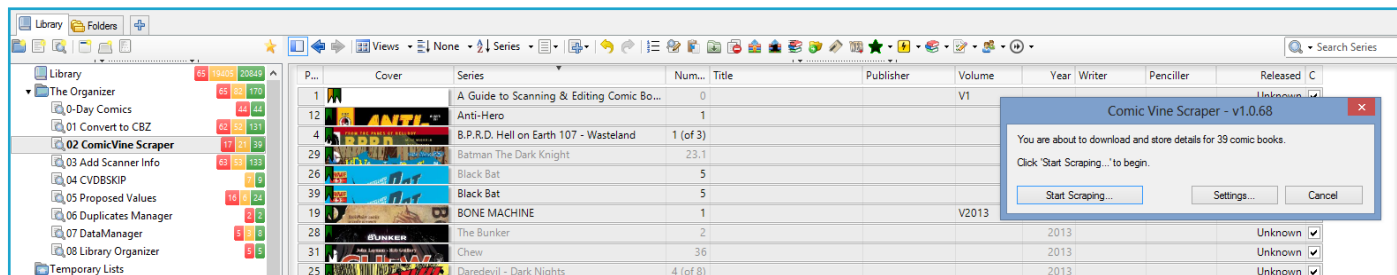 Library Folders
Views None Series Search Series
Library 65 19405 20849
The Organizer 65 82 170
0-Day Comics 44 44
01 Convert to CBZ 62 52 131
02 ComicVine Scraper 17 21 39
03 Add Scanner Info 63 53 133
04 CVDBSKIP 7 9
05 Proposed Values 16 6 24
06 Duplicates Manager 2 2
07 DataManager 5 7 8
08 Library Organizer 5 5
Temporary Lists
P... Cover Series Num... Title Publisher Volume Year Writer Penciller Released C
1 A Guide to Scanning & Editing Comic Bo... 0 V1 Unknown
12 Anti-Hero 1
4 B.P.R.D. Hell on Earth 107 - Wasteland 1 (of 3)
29 Batman The Dark Knight 23.1
26 Black Bat 5
39 Black Bat 5
19 BONE MACHINE 1 V2013
28 The Bunker 2 2013 Unknown
31 Chew 36 2013 Unknown
25 Daredevil - Dark Nights 4 (of 8) 2013 Unknown
ANTI-
BPRD
BUNKER
CHEW
Comic Vine Scraper - v1.0.68
You are about to download and store details for 39 comic books.
Click 'Start Scraping...' to begin.
Start Scraping... Settings... Cancel